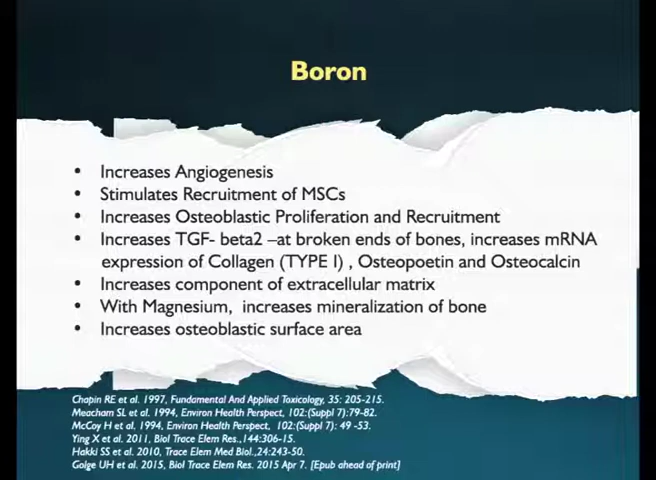 Boron
• Increases Angiogenesis
• Stimulates Recruitment of MSCs
• Increases Osteoblastic Proliferation and Recruitment
• Increases TGF- beta2 –at broken ends of bones, increases mRNA
expression of Collagen (TYPE I) , Osteopoetin and Osteocalcin
• Increases component of extracellular matrix
• With Magnesium, increases mineralization of bone
• Increases osteoblastic surface area
Chapin RE et al. 1997, Fundamental And Applied Toxicology, 35: 205-215.
Meacham SL et al. 1994, Environ Health Perspect, 102:(Suppl 7):79-82.
McCoy H et al. 1994, Environ Health Perspect, 102:(Suppl 7): 49 -53.
Ying X et al. 2011, Biol Trace Elem Res.,144:306-15.
Hakki SS et al. 2010, Trace Elem Med Biol.,24:243-50.
Golge UH et al. 2015, Biol Trace Elem Res. 2015 Apr 7. [Epub ahead of print]